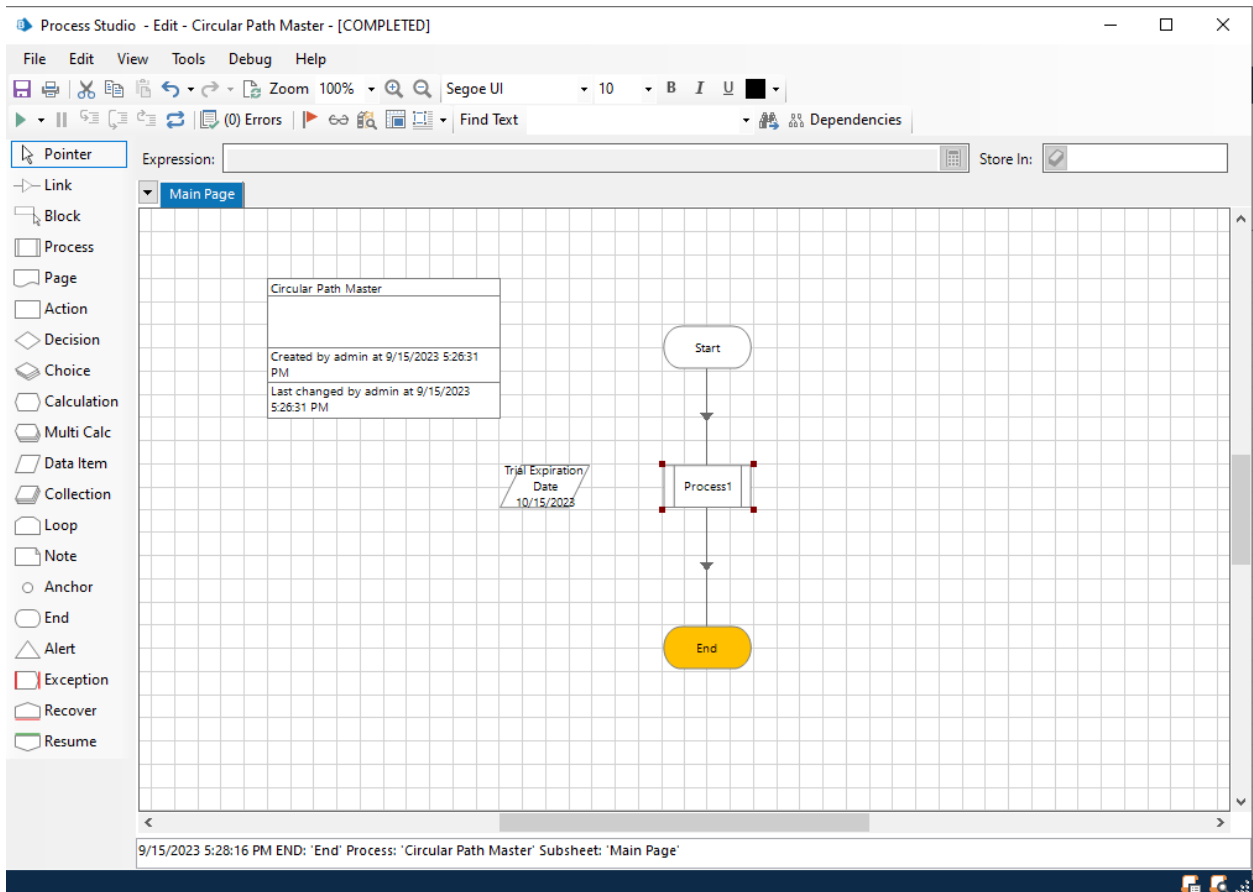 Process Studio - Edit - Circular Path Master - [COMPLETED]
File Edit View Tools Debug Help
Zoom 100% Segoe UI 10 B I U
(0) Errors Find Text Dependencies
Pointer
Expression: Store In:
Link
Main Page
Block
Process
Page
Action
Decision
Choice
Calculation
Multi Calc
Data Item
Collection
Loop
Note
Anchor
End
Alert
Exception
Recover
Resume
Circular Path Master
Created by admin at 9/15/2023 5:26:31
PM
Last changed by admin at 9/15/2023
5:26:31 PM
Start
Trial Expiration
Date
10/15/2023
Process1
End
9/15/2023 5:28:16 PM END: 'End' Process: 'Circular Path Master' Subsheet: 'Main Page'